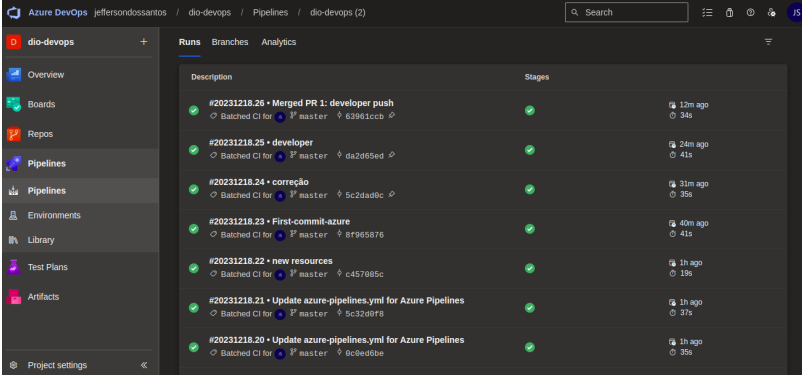 Azure DevOps jeffersondossantos / dio-devops / Pipelines / dio-devops (2)
Search
JS
D dio-devops +
Runs Branches Analytics
Overview
Boards
Repos
Pipelines
Pipelines
Environments
Library
Test Plans
Artifacts
Project settings
Description Stages
#20231218.26 • Merged PR 1: developer push
Batched CI for master 63961ccb
12m ago
34s
#20231218.25 • developer
Batched CI for master da2d65ed
24m ago
41s
#20231218.24 • correção
Batched CI for master 5c2dad0c
31m ago
35s
#20231218.23 • First-commit-azure
Batched CI for master 8f965876
40m ago
41s
#20231218.22 • new resources
Batched CI for master c457085c
1h ago
19s
#20231218.21 • Update azure-pipelines.yml for Azure Pipelines
Batched CI for master 5c32d0f8
1h ago
37s
#20231218.20 • Update azure-pipelines.yml for Azure Pipelines
Batched CI for master 0c0ed6be
1h ago
35s